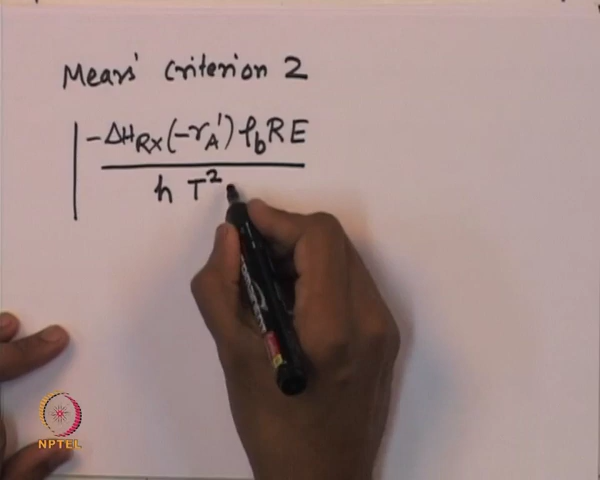 Mears' criterion 2
|-ΔH_Rx(-r_A')ρ_b R E
h T²
NPTEL